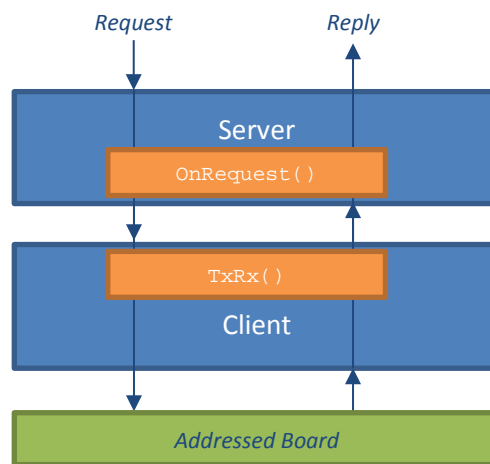 Request Reply
Server
OnRequest()
TxRx()
Client
Addressed Board